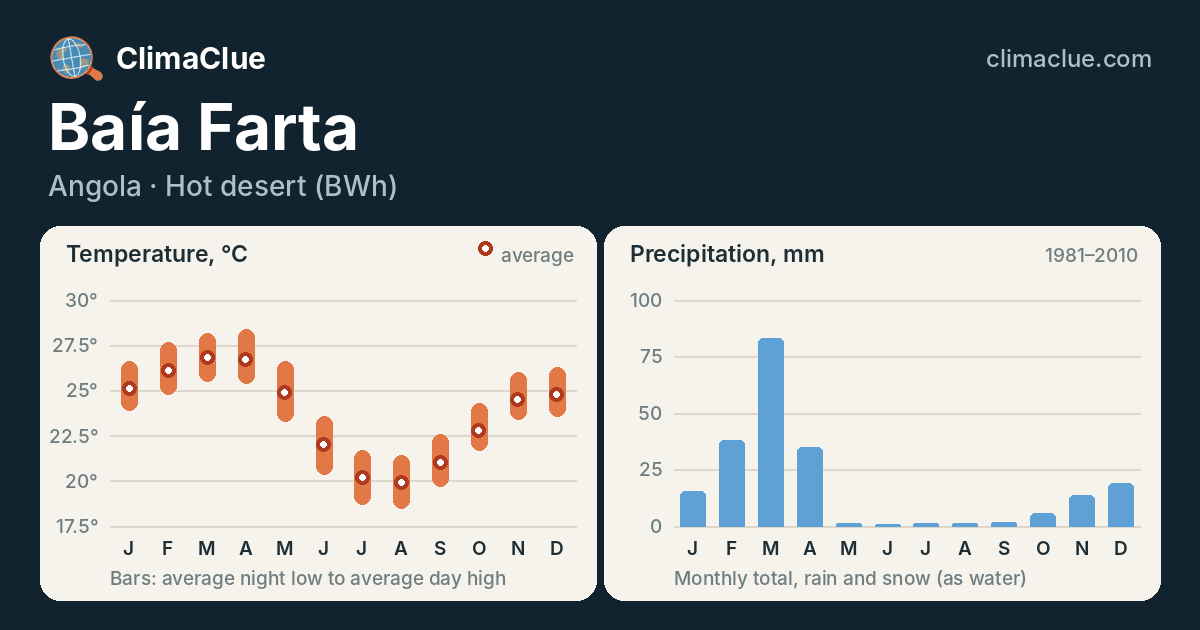 ClimaClue
climaclue.com
Baía Farta
Angola · Hot desert (BWh)
Temperature, °C
average
30°
27.5°
25°
22.5°
20°
17.5°
J F M A M J J A S O N D
Bars: average night low to average day high
Precipitation, mm
1981–2010
100
75
50
25
0
J F M A M J J A S O N D
Monthly total, rain and snow (as water)